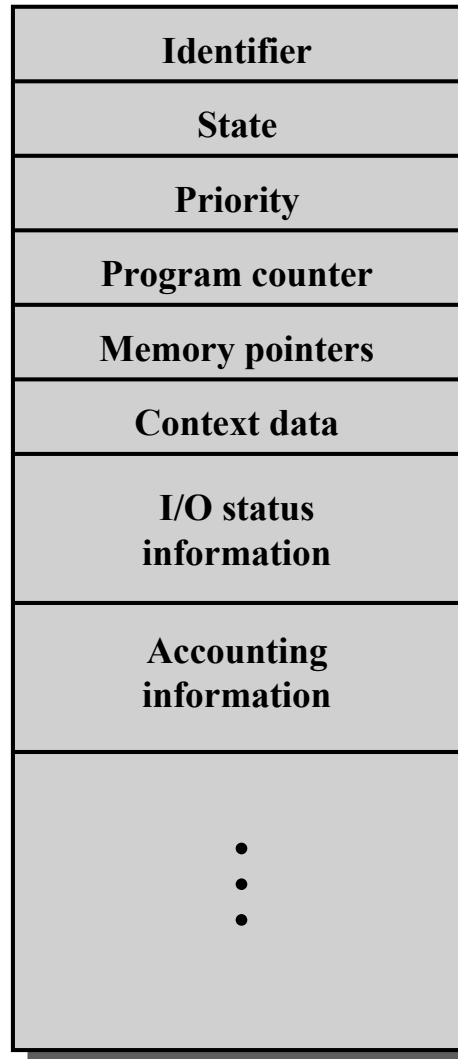 Identifier
State
Priority
Program counter
Memory pointers
Context data
I/O status
information
Accounting
information